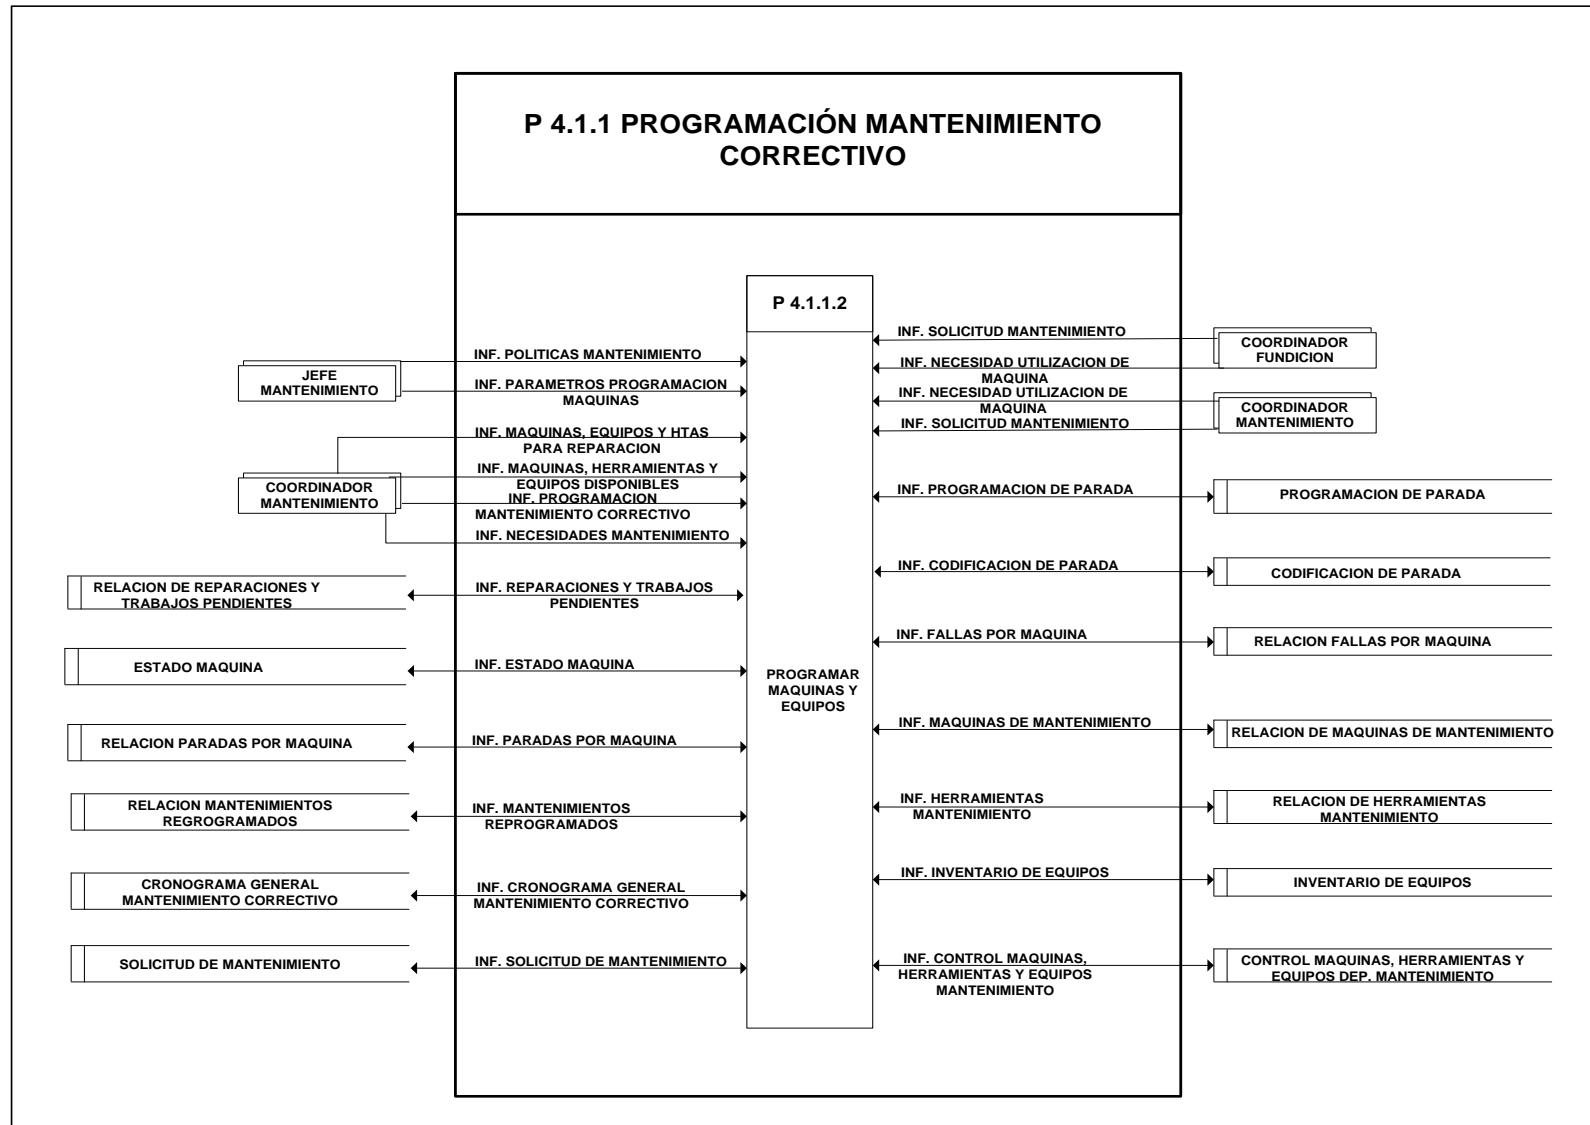 P 4.1.1 PROGRAMACIÓN MANTENIMIENTO
CORRECTIVO
P 4.1.1.2
PROGRAMAR
MAQUINAS Y
EQUIPOS
JEFE
MANTENIMIENTO
INF. POLITICAS MANTENIMIENTO
INF. PARAMETROS PROGRAMACION
MAQUINAS
COORDINADOR
MANTENIMIENTO
INF. MAQUINAS, EQUIPOS Y HTAS
PARA REPARACION
INF. MAQUINAS, HERRAMIENTAS Y
EQUIPOS DISPONIBLES
INF. PROGRAMACION
MANTENIMIENTO CORRECTIVO
INF. NECESIDADES MANTENIMIENTO
RELACION DE REPARACIONES Y
TRABAJOS PENDIENTES
INF. REPARACIONES Y TRABAJOS
PENDIENTES
ESTADO MAQUINA
INF. ESTADO MAQUINA
RELACION PARADAS POR MAQUINA
INF. PARADAS POR MAQUINA
RELACION MANTENIMIENTOS
REGROGRAMADOS
INF. MANTENIMIENTOS
REPROGRAMADOS
CRONOGRAMA GENERAL
MANTENIMIENTO CORRECTIVO
INF. CRONOGRAMA GENERAL
MANTENIMIENTO CORRECTIVO
SOLICITUD DE MANTENIMIENTO
INF. SOLICITUD DE MANTENIMIENTO
INF. SOLICITUD MANTENIMIENTO
INF. NECESIDAD UTILIZACION DE
MAQUINA
COORDINADOR
FUNDICION
INF. NECESIDAD UTILIZACION DE
MAQUINA
INF. SOLICITUD MANTENIMIENTO
COORDINADOR
MANTENIMIENTO
INF. PROGRAMACION DE PARADA
PROGRAMACION DE PARADA
INF. CODIFICACION DE PARADA
CODIFICACION DE PARADA
INF. FALLAS POR MAQUINA
RELACION FALLAS POR MAQUINA
INF. MAQUINAS DE MANTENIMIENTO
RELACION DE MAQUINAS DE MANTENIMIENTO
INF. HERRAMIENTAS
MANTENIMIENTO
RELACION DE HERRAMIENTAS
MANTENIMIENTO
INF. INVENTARIO DE EQUIPOS
INVENTARIO DE EQUIPOS
INF. CONTROL MAQUINAS,
HERRAMIENTAS Y EQUIPOS
MANTENIMIENTO
CONTROL MAQUINAS, HERRAMIENTAS Y
EQUIPOS DEP. MANTENIMIENTO